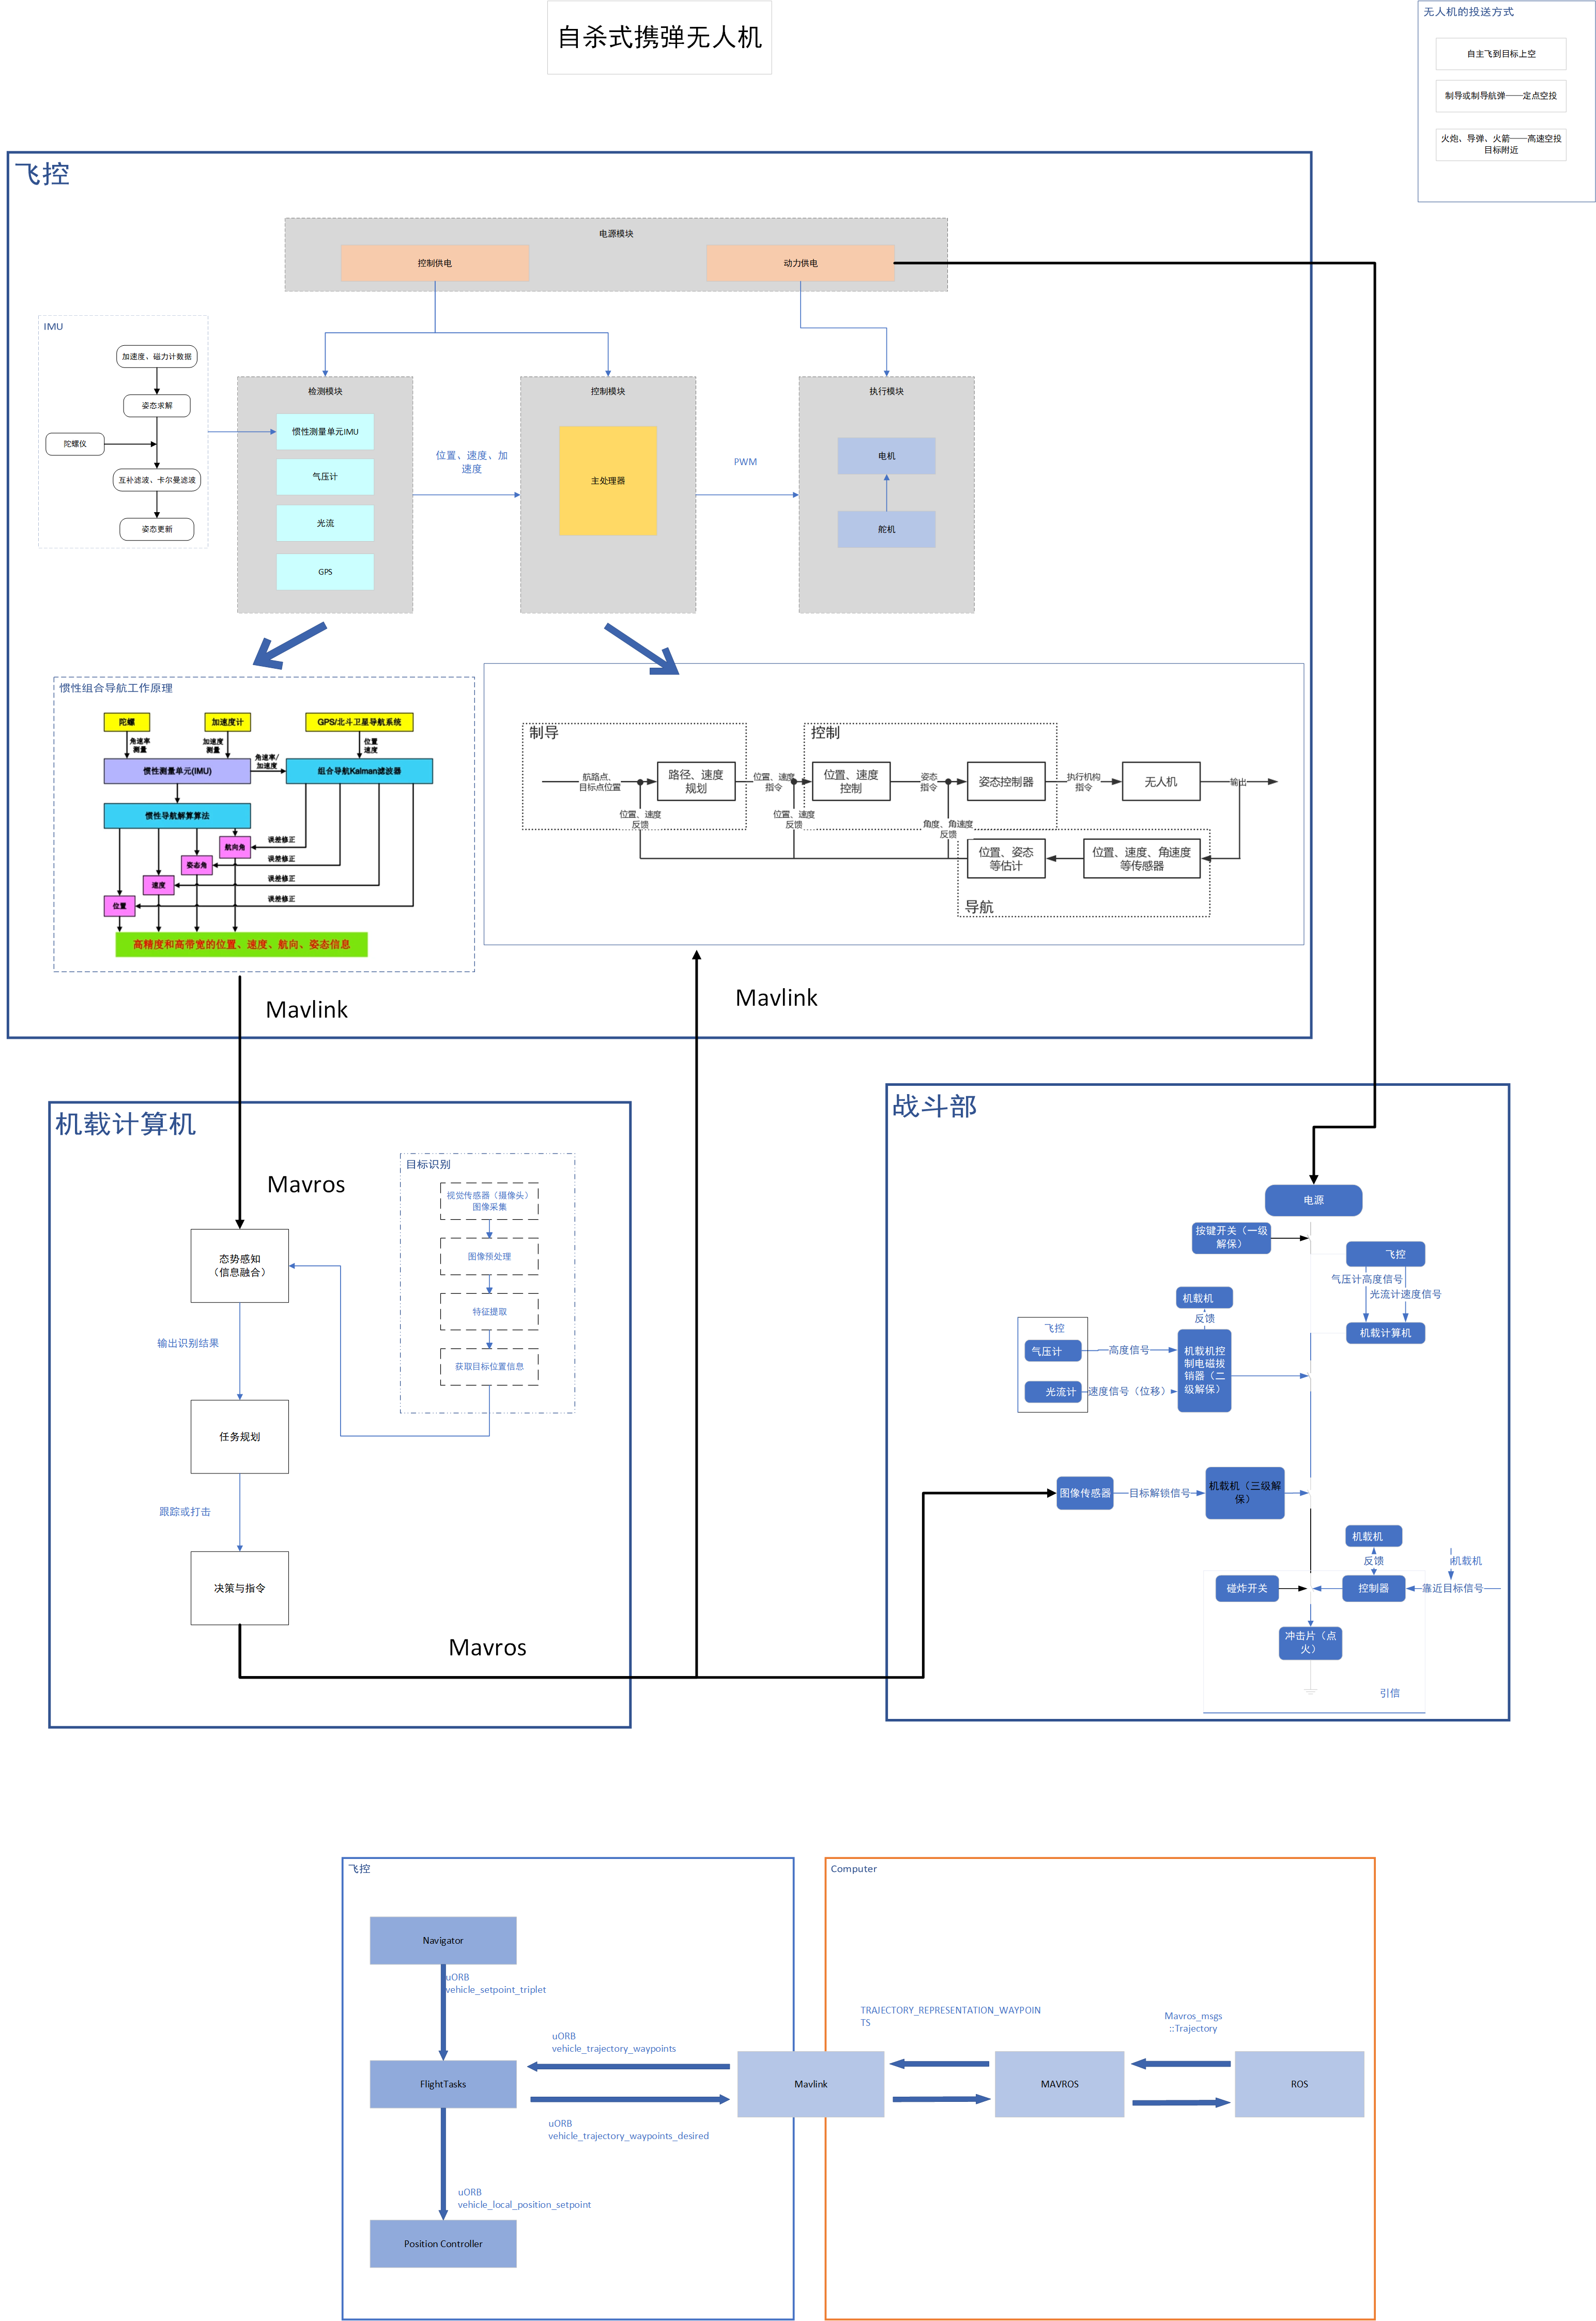 自杀式携弹无人机
无人机的投送方式
自主飞到目标上空
制导或制导航弹——定点空投
火炮、导弹、火箭——高速空投
目标附近
飞控
电源模块
控制供电
动力供电
IMU
加速度、磁力计数据
姿态求解
陀螺仪
互补滤波、卡尔曼滤波
姿态更新
检测模块
惯性测量单元IMU
气压计
光流
GPS
位置、速度、加
速度
控制模块
主处理器
PWM
执行模块
电机
舵机
惯性组合导航工作原理
陀螺
加速度计
GPS/北斗卫星导航系统
角速率
测量
加速度
测量
位置
速度
惯性测量单元(IMU)
角速率/
加速度
组合导航Kalman滤波器
惯性导航解算算法
航向角
误差修正
姿态角
误差修正
速度
误差修正
位置
误差修正
高精度和高带宽的位置、速度、航向、姿态信息
制导
航路点、
目标点位置
路径、速度
规划
位置、速度
反馈
位置、速度
指令
控制
位置、速度
控制
位置、速度
反馈
姿态
指令
姿态控制器
角度、角速度
反馈
执行机构
指令
无人机
输出
位置、姿态
等估计
位置、速度、角速度
等传感器
导航
Mavlink
Mavlink
机载计算机
Mavros
目标识别
视觉传感器（摄像头）
图像采集
图像预处理
特征提取
获取目标位置信息
态势感知
（信息融合）
输出识别结果
任务规划
跟踪或打击
决策与指令
Mavros
战斗部
电源
按键开关（一级
解保）
飞控
气压计高度信号
光流计速度信号
机载计算机
机载机
反馈
飞控
气压计
高度信号
光流计
速度信号（位移）
机载机控
制电磁拔
销器（二
级解保）
图像传感器
目标解锁信号
机载机（三级解
保）
机载机
反馈
机载机
碰炸开关
控制器
靠近目标信号
冲击片（点
火）
引信
飞控
Navigator
uORB
vehicle_setpoint_triplet
uORB
vehicle_trajectory_waypoints
FlightTasks
uORB
vehicle_trajectory_waypoints_desired
uORB
vehicle_local_position_setpoint
Position Controller
Computer
TRAJECTORY_REPRESENTATION_WAYPOIN
TS
Mavros_msgs
::Trajectory
Mavlink
MAVROS
ROS